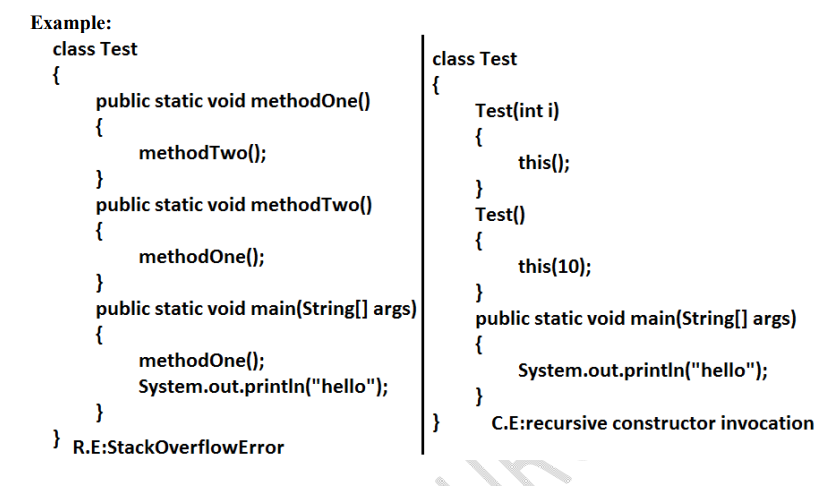 Example:
class Test
{
public static void methodOne()
{
methodTwo();
}
public static void methodTwo()
{
methodOne();
}
public static void main(String[] args)
{
methodOne();
System.out.println("hello");
}
}
R.E:StackOverflowError
class Test
{
Test(int i)
{
this();
}
Test()
{
this(10);
}
public static void main(String[] args)
{
System.out.println("hello");
}
}
C.E:recursive constructor invocation